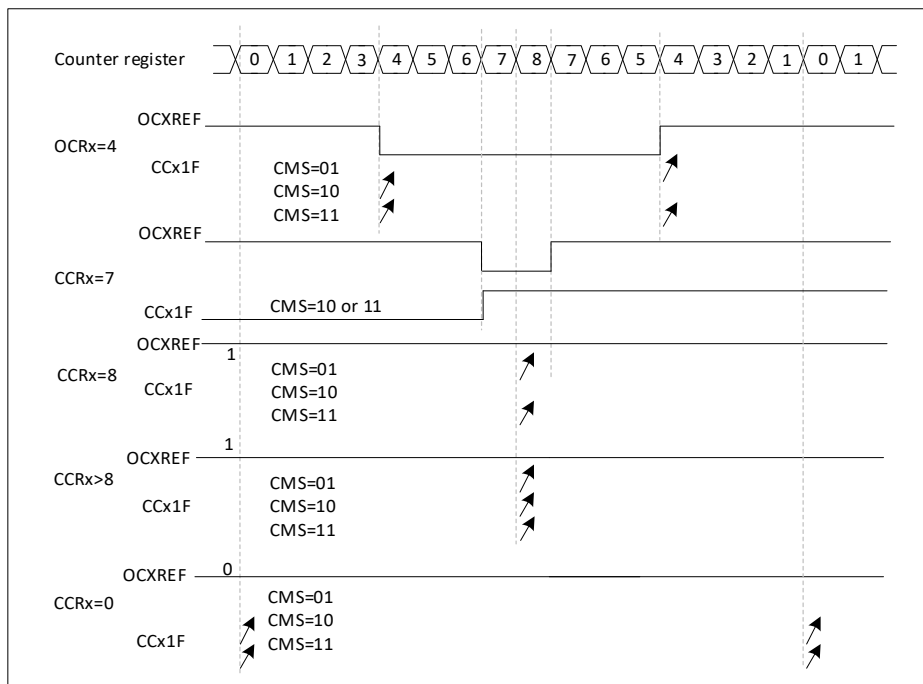 Counter register 0 1 2 3 4 5 6 7 8 7 6 5 4 3 2 1 0 1
OCXREF
OCRx=4
CCx1F
CMS=01
CMS=10
CMS=11
OCXREF
CCRx=7
CCx1F
CMS=10 or 11
OCXREF
1
CCRx=8
CCx1F
CMS=01
CMS=10
CMS=11
1
OCXREF
CCRx>8
CCx1F
CMS=01
CMS=10
CMS=11
OCXREF
0
CCRx=0
CCx1F
CMS=01
CMS=10
CMS=11